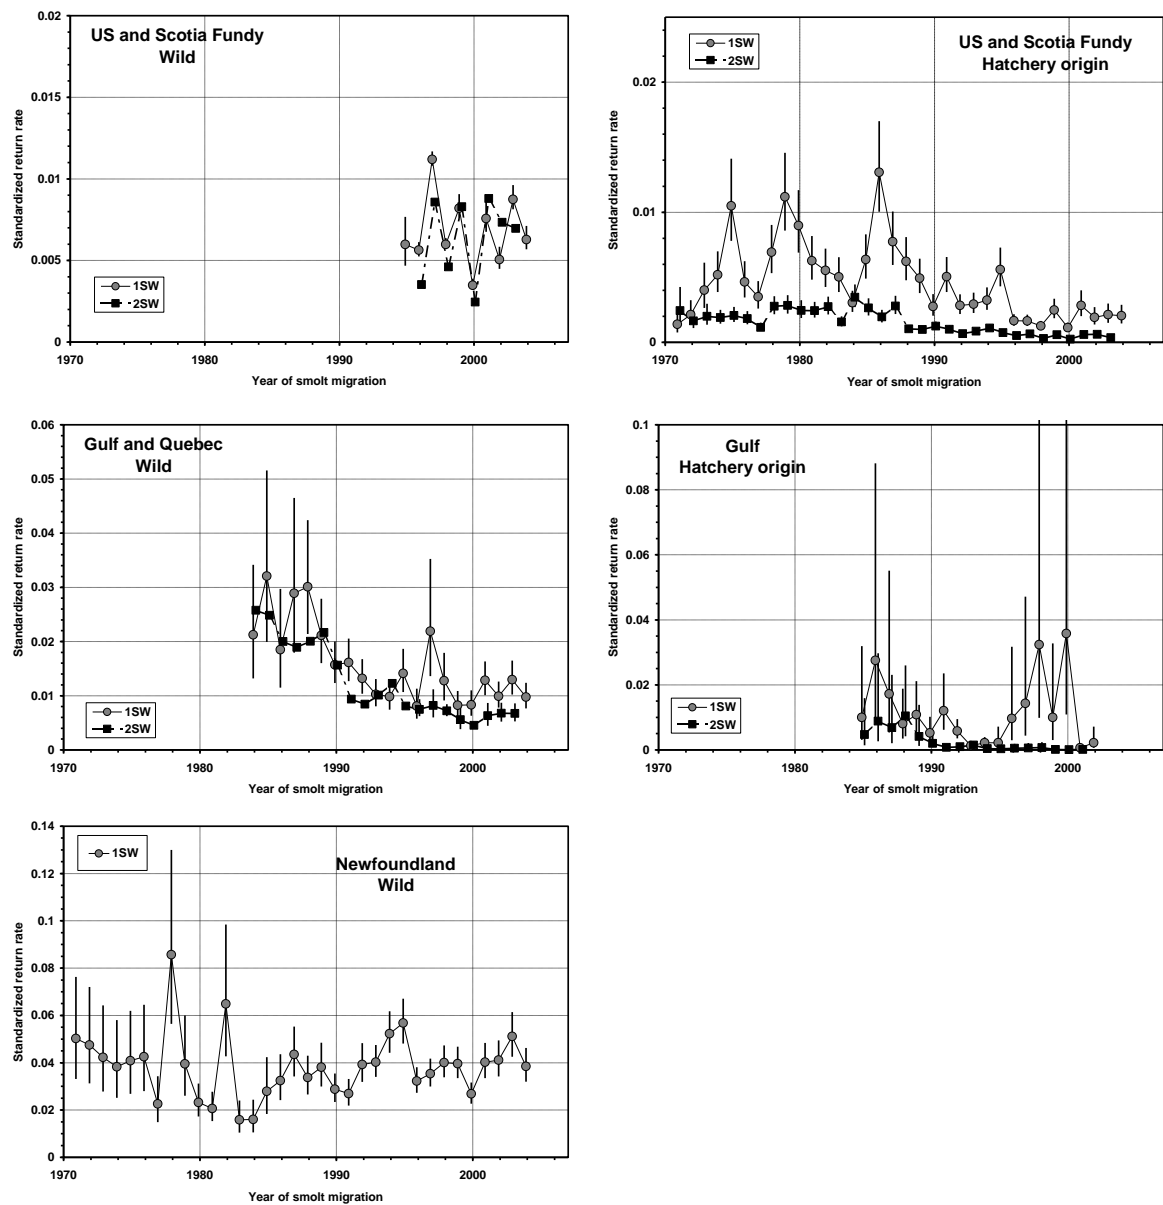 US and Scotia Fundy
Wild
Standardized return rate
0.02
0.015
0.01
0.005
0
1SW
2SW
1970 1980 1990 2000
Year of smolt migration
US and Scotia Fundy
Hatchery origin
1SW
2SW
Standardized return rate
0.02
0.01
0
1970 1980 1990 2000
Year of smolt migration
Gulf and Quebec
Wild
Standardized return rate
0.06
0.05
0.04
0.03
0.02
0.01
0
1SW
2SW
1970 1980 1990 2000
Year of smolt migration
Gulf
Hatchery origin
Standardized return rate
0.1
0.08
0.06
0.04
0.02
0
1SW
2SW
1970 1980 1990 2000
Year of smolt migration
1SW
Newfoundland
Wild
Standardized return rate
0.14
0.12
0.1
0.08
0.06
0.04
0.02
0
1970 1980 1990 2000
Year of smolt migration